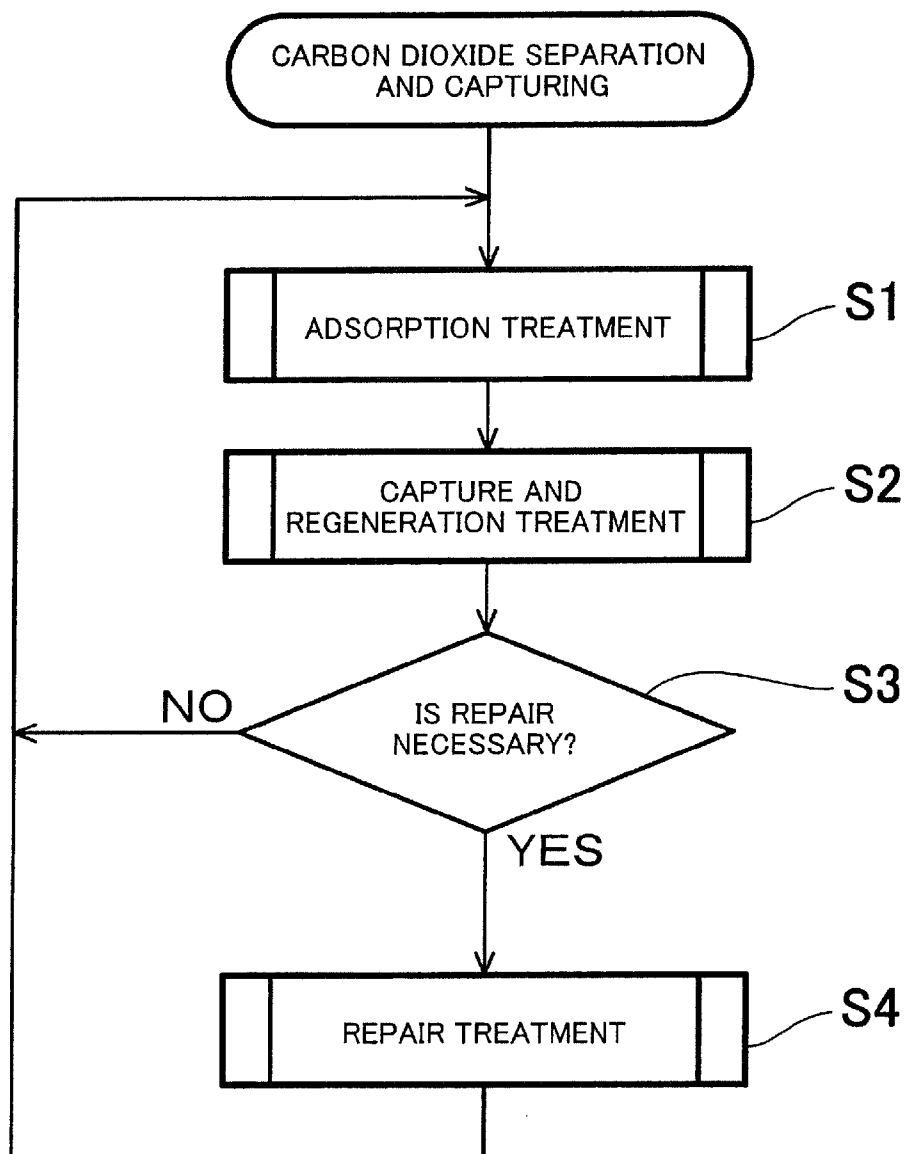 CARBON DIOXIDE SEPARATION
AND CAPTURING
ADSORPTION TREATMENT
S1
CAPTURE AND
REGENERATION TREATMENT
S2
IS REPAIR
NECESSARY?
S3
NO
YES
REPAIR TREATMENT
S4